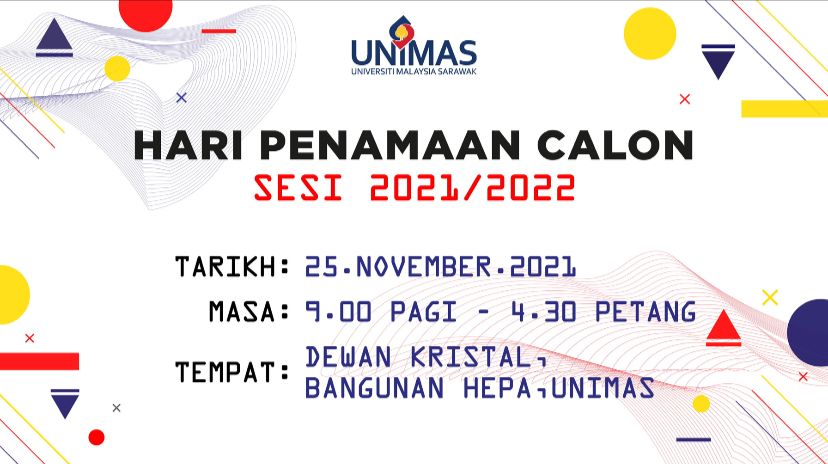 UNIMAS
UNIVERSITI MALAYSIA SARAWAK
HARI PENAMAAN CALON
SESI 2021/2022
TARIKH: 25.NOVEMBER.2021
MASA: 9.00 PAGI - 4.30 PETANG
TEMPAT: DEWAN KRISTAL,
BANGUNAN HEPA,UNIMAS